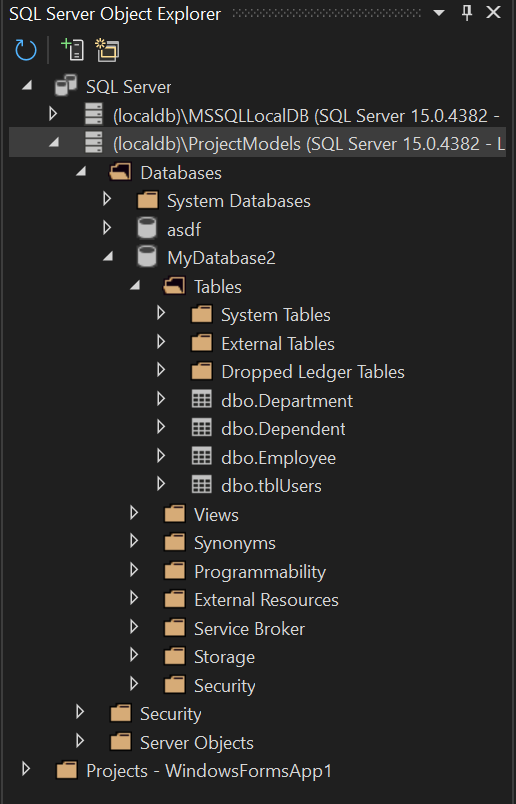 SQL Server Object Explorer
SQL Server
(localdb)\MSSQLLocalDB (SQL Server 15.0.4382 -
(localdb)\ProjectModels (SQL Server 15.0.4382 - L
Databases
System Databases
asdf
MyDatabase2
Tables
System Tables
External Tables
Dropped Ledger Tables
dbo.Department
dbo.Dependent
dbo.Employee
dbo.tblUsers
Views
Synonyms
Programmability
External Resources
Service Broker
Storage
Security
Security
Server Objects
Projects - WindowsFormsApp1